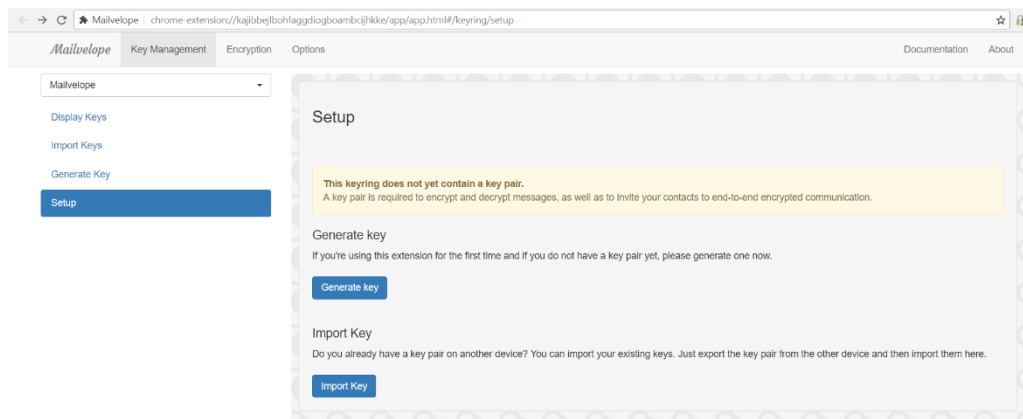 Mailvelope | chrome-extension://kajibbejlbohfaggdiogboambcijhkke/app/app.html#/keyring/setup
Mailvelope Key Management Encryption Options Documentation About
Mailvelope
Display Keys
Import Keys
Generate Key
Setup
Setup
This keyring does not yet contain a key pair.
A key pair is required to encrypt and decrypt messages, as well as to invite your contacts to end-to-end encrypted communication.
Generate key
If you're using this extension for the first time and if you do not have a key pair yet, please generate one now.
Generate key
Import Key
Do you already have a key pair on another device? You can import your existing keys. Just export the key pair from the other device and then import them here.
Import Key